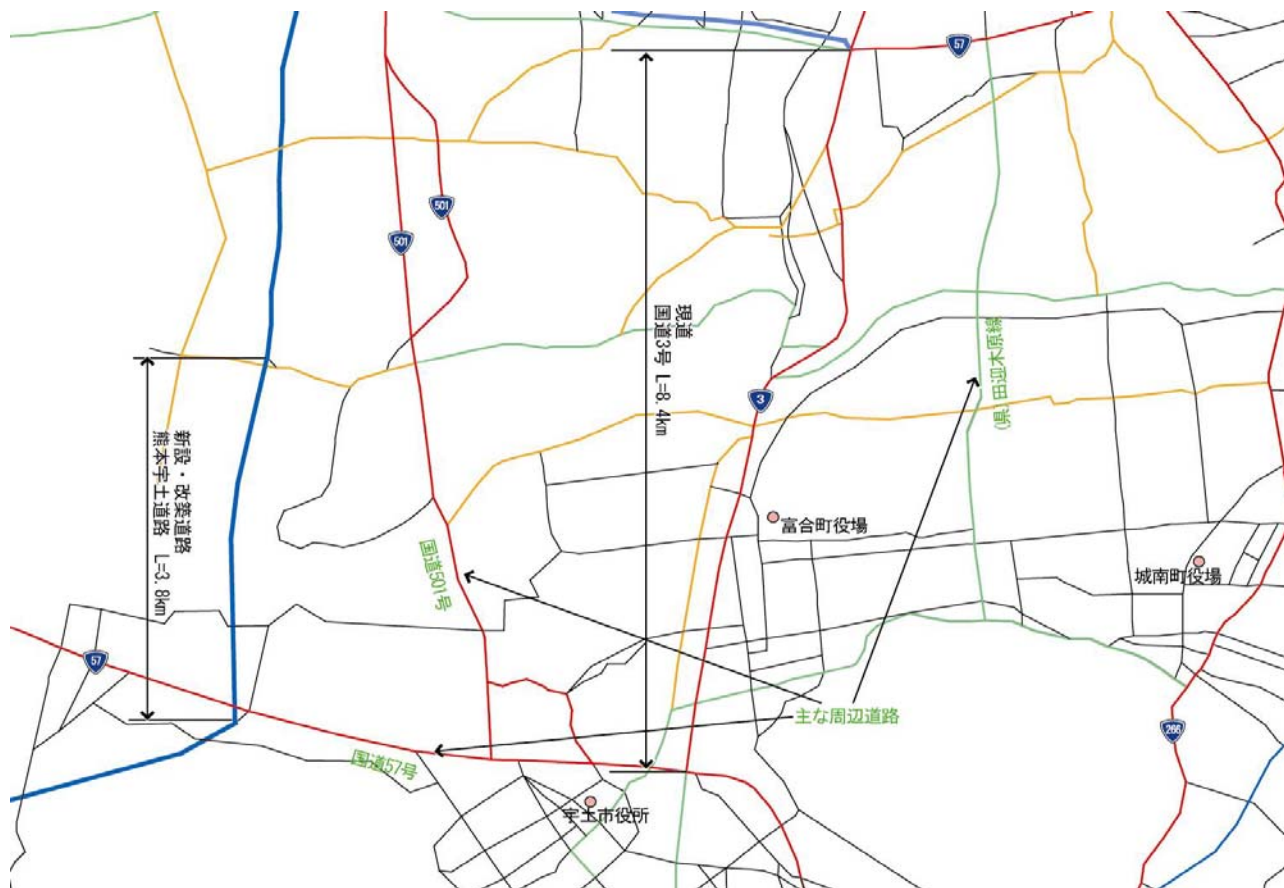 57
501
501
現道
国道3号 L=8.4km
(県)田迎木原線
3
新設・改築道路
熊本宇土道路 L=3.8km
富合町役場
国道501号
城南町役場
57
主な周辺道路
266
国道57号
宇土市役所